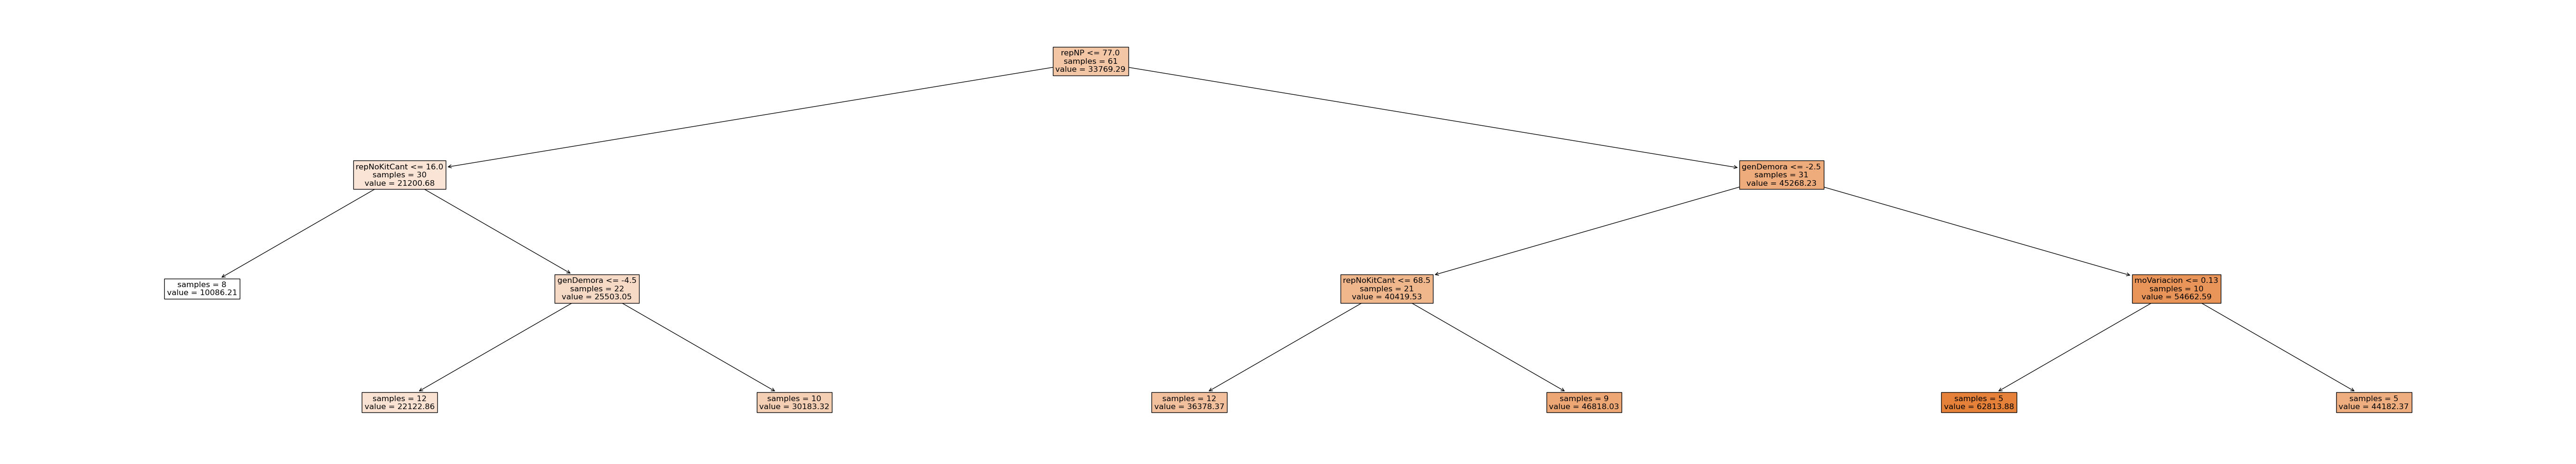 repNP <= 77.0
samples = 61
value = 33769.29
repNoKitCant <= 16.0
samples = 30
value = 21200.68
genDemora <= -2.5
samples = 31
value = 45268.23
samples = 8
value = 10086.21
genDemora <= -4.5
samples = 22
value = 25503.05
repNoKitCant <= 68.5
samples = 21
value = 40419.53
moVariacion <= 0.13
samples = 10
value = 54662.59
samples = 12
value = 22122.86
samples = 10
value = 30183.32
samples = 12
value = 36378.37
samples = 9
value = 46818.03
samples = 5
value = 62813.88
samples = 5
value = 44182.37